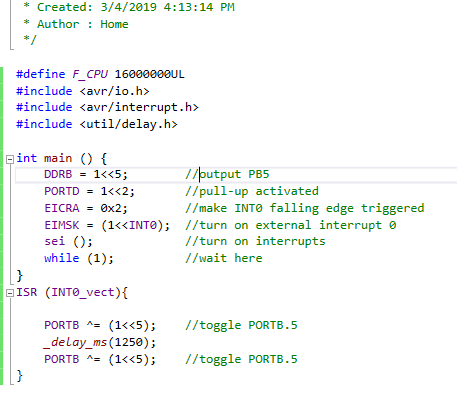 * Created: 3/4/2019 4:13:14 PM
* Author : Home
*/
#define F_CPU 16000000UL
#include <avr/io.h>
#include <avr/interrupt.h>
#include <util/delay.h>
int main () {
DDRB = 1<<5; //output PB5
PORTD = 1<<2; //pull-up activated
EICRA = 0x2; //make INT0 falling edge triggered
EIMSK = (1<<INT0); //turn on external interrupt 0
sei (); //turn on interrupts
while (1); //wait here
}
ISR (INT0_vect){
PORTB ^= (1<<5); //toggle PORTB.5
_delay_ms(1250);
PORTB ^= (1<<5); //toggle PORTB.5
}